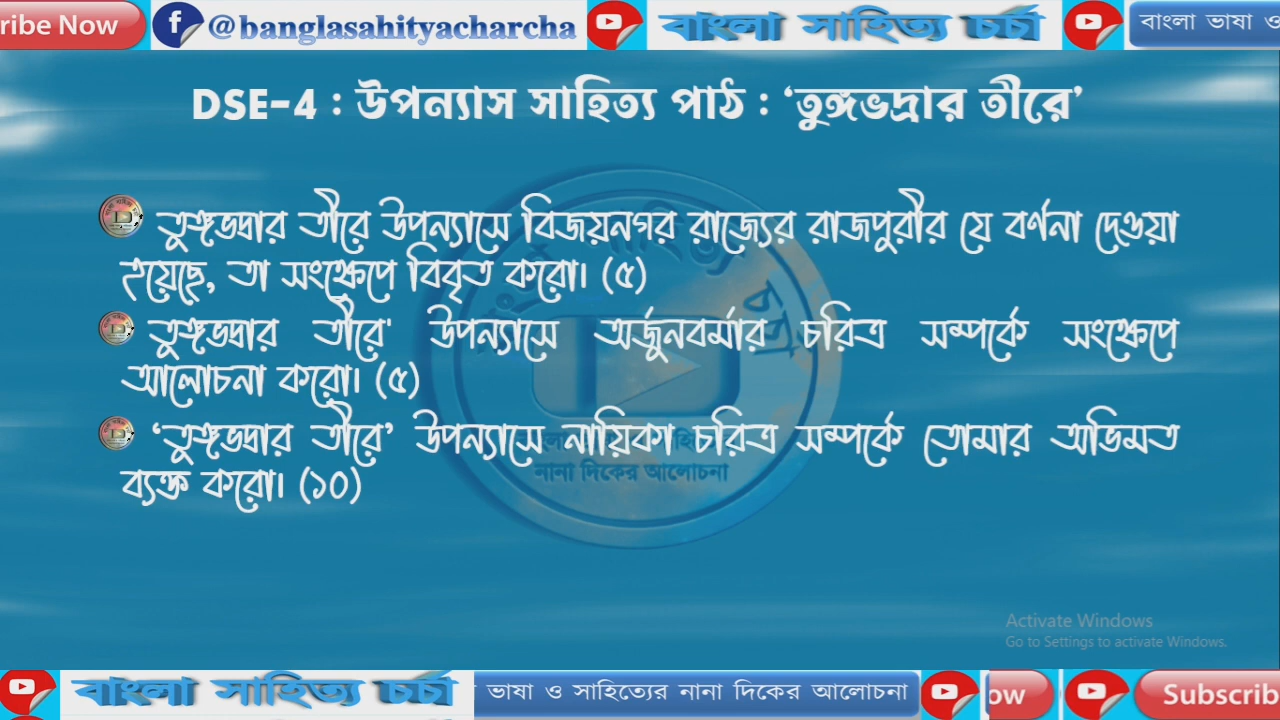 ribe Now @banglasahityacharcha বাংলা সাহিত্য চর্চা বাংলা ভাষা ও
DSE-4 : উপন্যাস সাহিত্য পাঠ : ‘তুঙ্গভদ্রার তীরে’
তুঙ্গভদ্রার তীরে উপন্যাসে বিজয়নগর রাজ্যের রাজপুরীর যে বর্ণনা দেওয়া
হয়েছে, তা সংক্ষেপে বিবৃত করো। (৫)
তুঙ্গভদ্রার তীরে' উপন্যাসে অর্জুনবর্মার চরিত্র সম্পর্কে সংক্ষেপে
আলোচনা করো। (৫)
‘তুঙ্গভদ্রার তীরে’ উপন্যাসে নায়িকা চরিত্র সম্পর্কে তোমার অভিমত
ব্যক্ত করো। (১০)
নানা দিকের আলোচনা
Activate Windows
Go to Settings to activate Windows.
বাংলা সাহিত্য চর্চা ভাষা ও সাহিত্যের নানা দিকের আলোচনা ow Subscrib